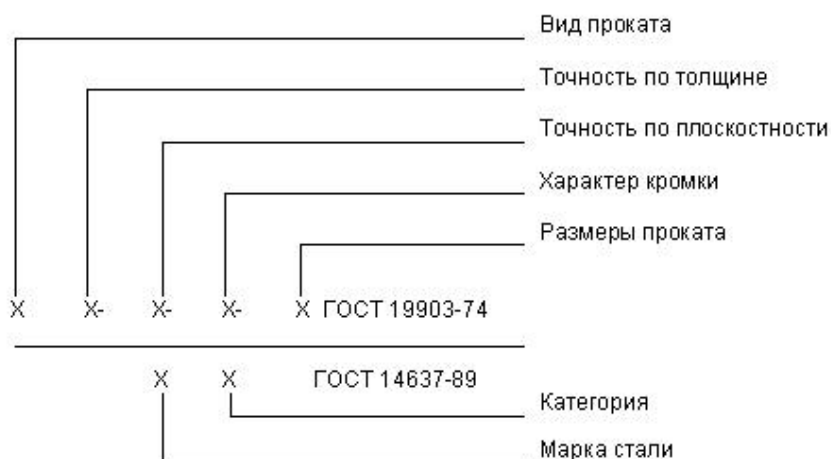 Вид проката
Точность по толщине
Точность по плоскостности
Характер кромки
Размеры проката
X X- X- X- X ГОСТ 19903-74
X X ГОСТ 14637-89
Категория
Марка стали